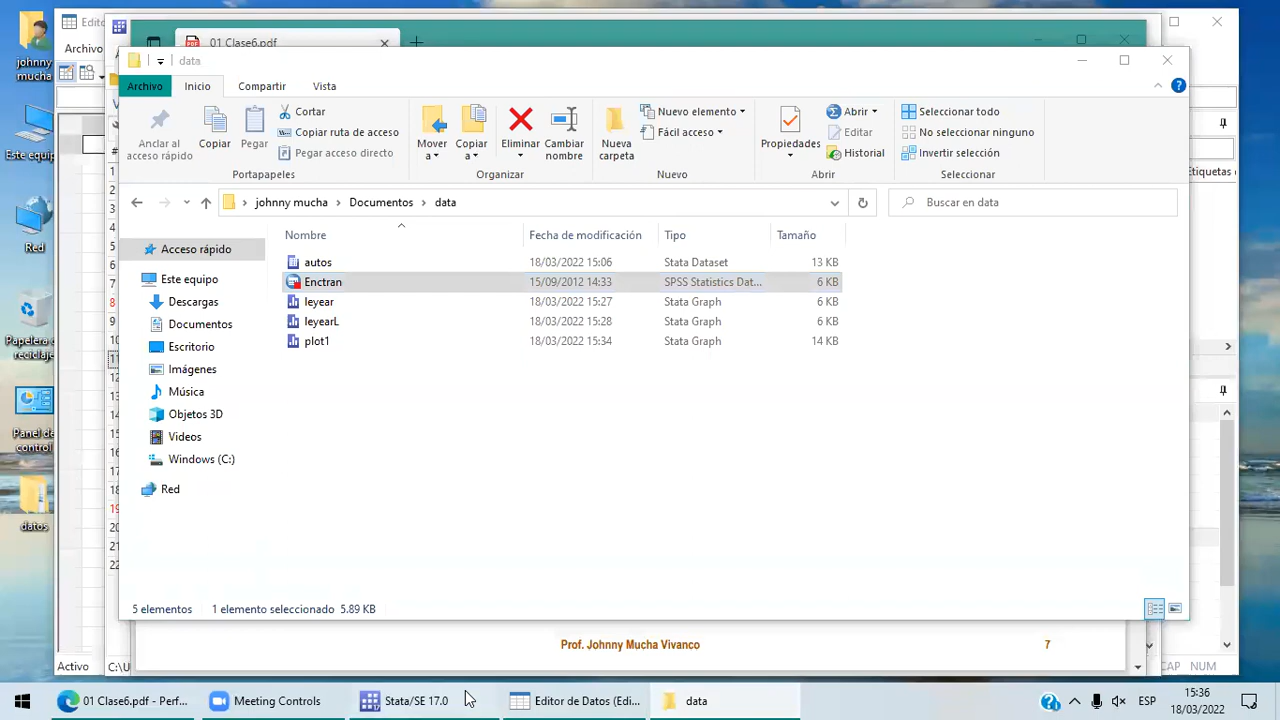 johnny
mucha
Este equipo
Red
Papelera
reciclaje
Panel de
control
datos
Edito
Archivo
01 Clase6.pdf
data
Archivo
Inicio
Compartir
Vista
Anclar al
acceso rápido
Copiar
Pegar
Cortar
Copiar ruta de acceso
Pegar acceso directo
Portapapeles
Mover
a
Copiar
a
Eliminar
Cambiar
nombre
Organizar
Nueva
carpeta
Nuevo elemento
Fácil acceso
Nuevo
Propiedades
Abrir
Editar
Historial
Abrir
Seleccionar todo
No seleccionar ninguno
Invertir selección
Seleccionar
johnny mucha > Documentos > data
Buscar en data
Etiquetas
Acceso rápido
Este equipo
Descargas
Documentos
Escritorio
Imágenes
Música
Objetos 3D
Videos
Windows (C:)
Red
Nombre Fecha de modificación Tipo Tamaño
autos 18/03/2022 15:06 Stata Dataset 13 KB
Enctran 15/09/2012 14:33 SPSS Statistics Dat... 6 KB
leyear 18/03/2022 15:27 Stata Graph 6 KB
leyearL 18/03/2022 15:28 Stata Graph 6 KB
plot1 18/03/2022 15:34 Stata Graph 14 KB
5 elementos 1 elemento seleccionado 5.89 KB
Prof. Johnny Mucha Vivanco 7
Activo
C:\U
CAP NUM
01 Clase6.pdf - Perf...
Meeting Controls
Stata/SE 17.0
Editor de Datos (Edi...
data
ESP
15:36
18/03/2022